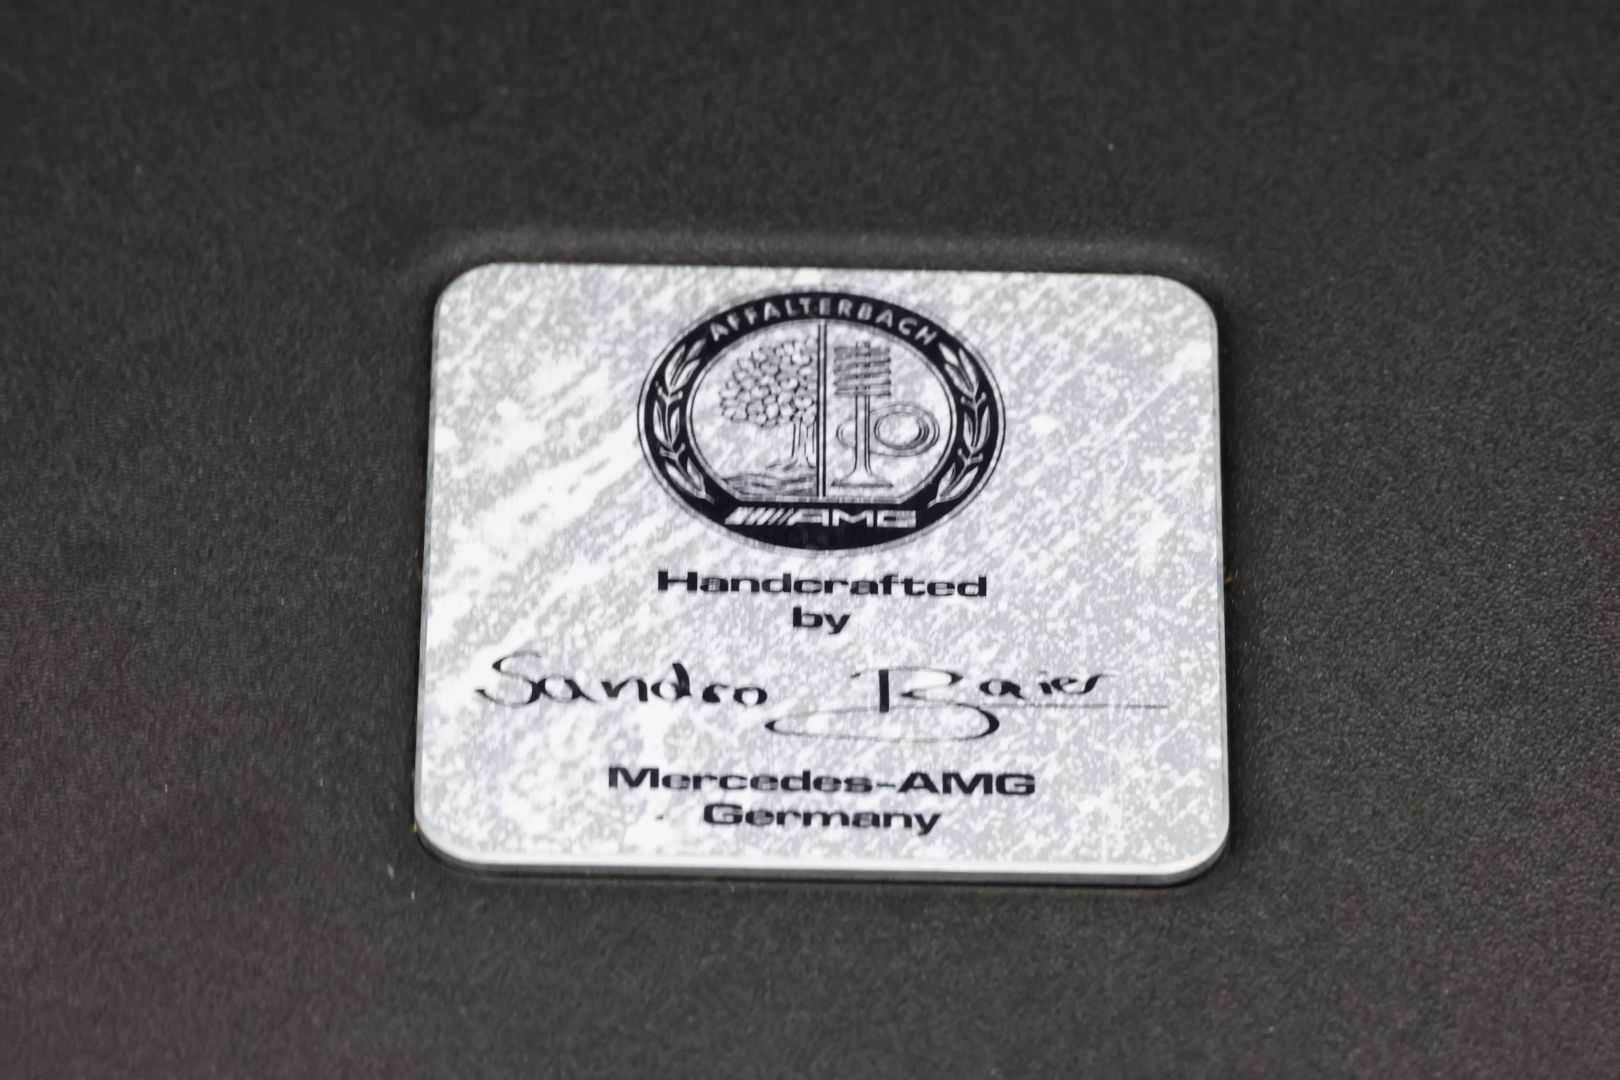 AFFALTERBACH
AMG
Handcrafted
by
Sandro Baier
Mercedes-AMG
Germany